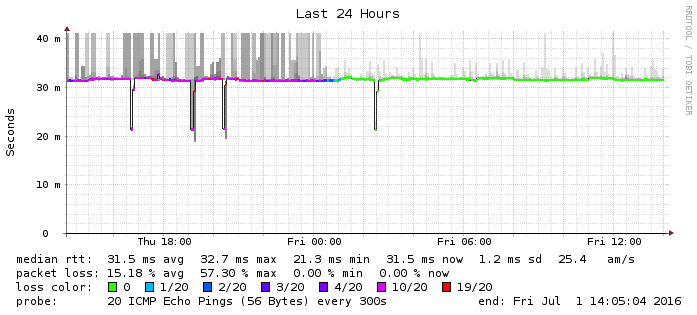 Last 24 Hours
RRDTOOL / TOBI OETIKER
Seconds
40 m
30 m
20 m
10 m
0
Thu 18:00 Fri 00:00 Fri 06:00 Fri 12:00
median rtt: 31.5 ms avg 32.7 ms max 21.3 ms min 31.5 ms now 1.2 ms sd 25.4 am/s
packet loss: 15.18 % avg 57.30 % max 0.00 % min 0.00 % now
loss color: 0 1/20 2/20 3/20 4/20 10/20 19/20
probe: 20 ICMP Echo Pings (56 Bytes) every 300s end: Fri Jul 1 14:05:04 2016